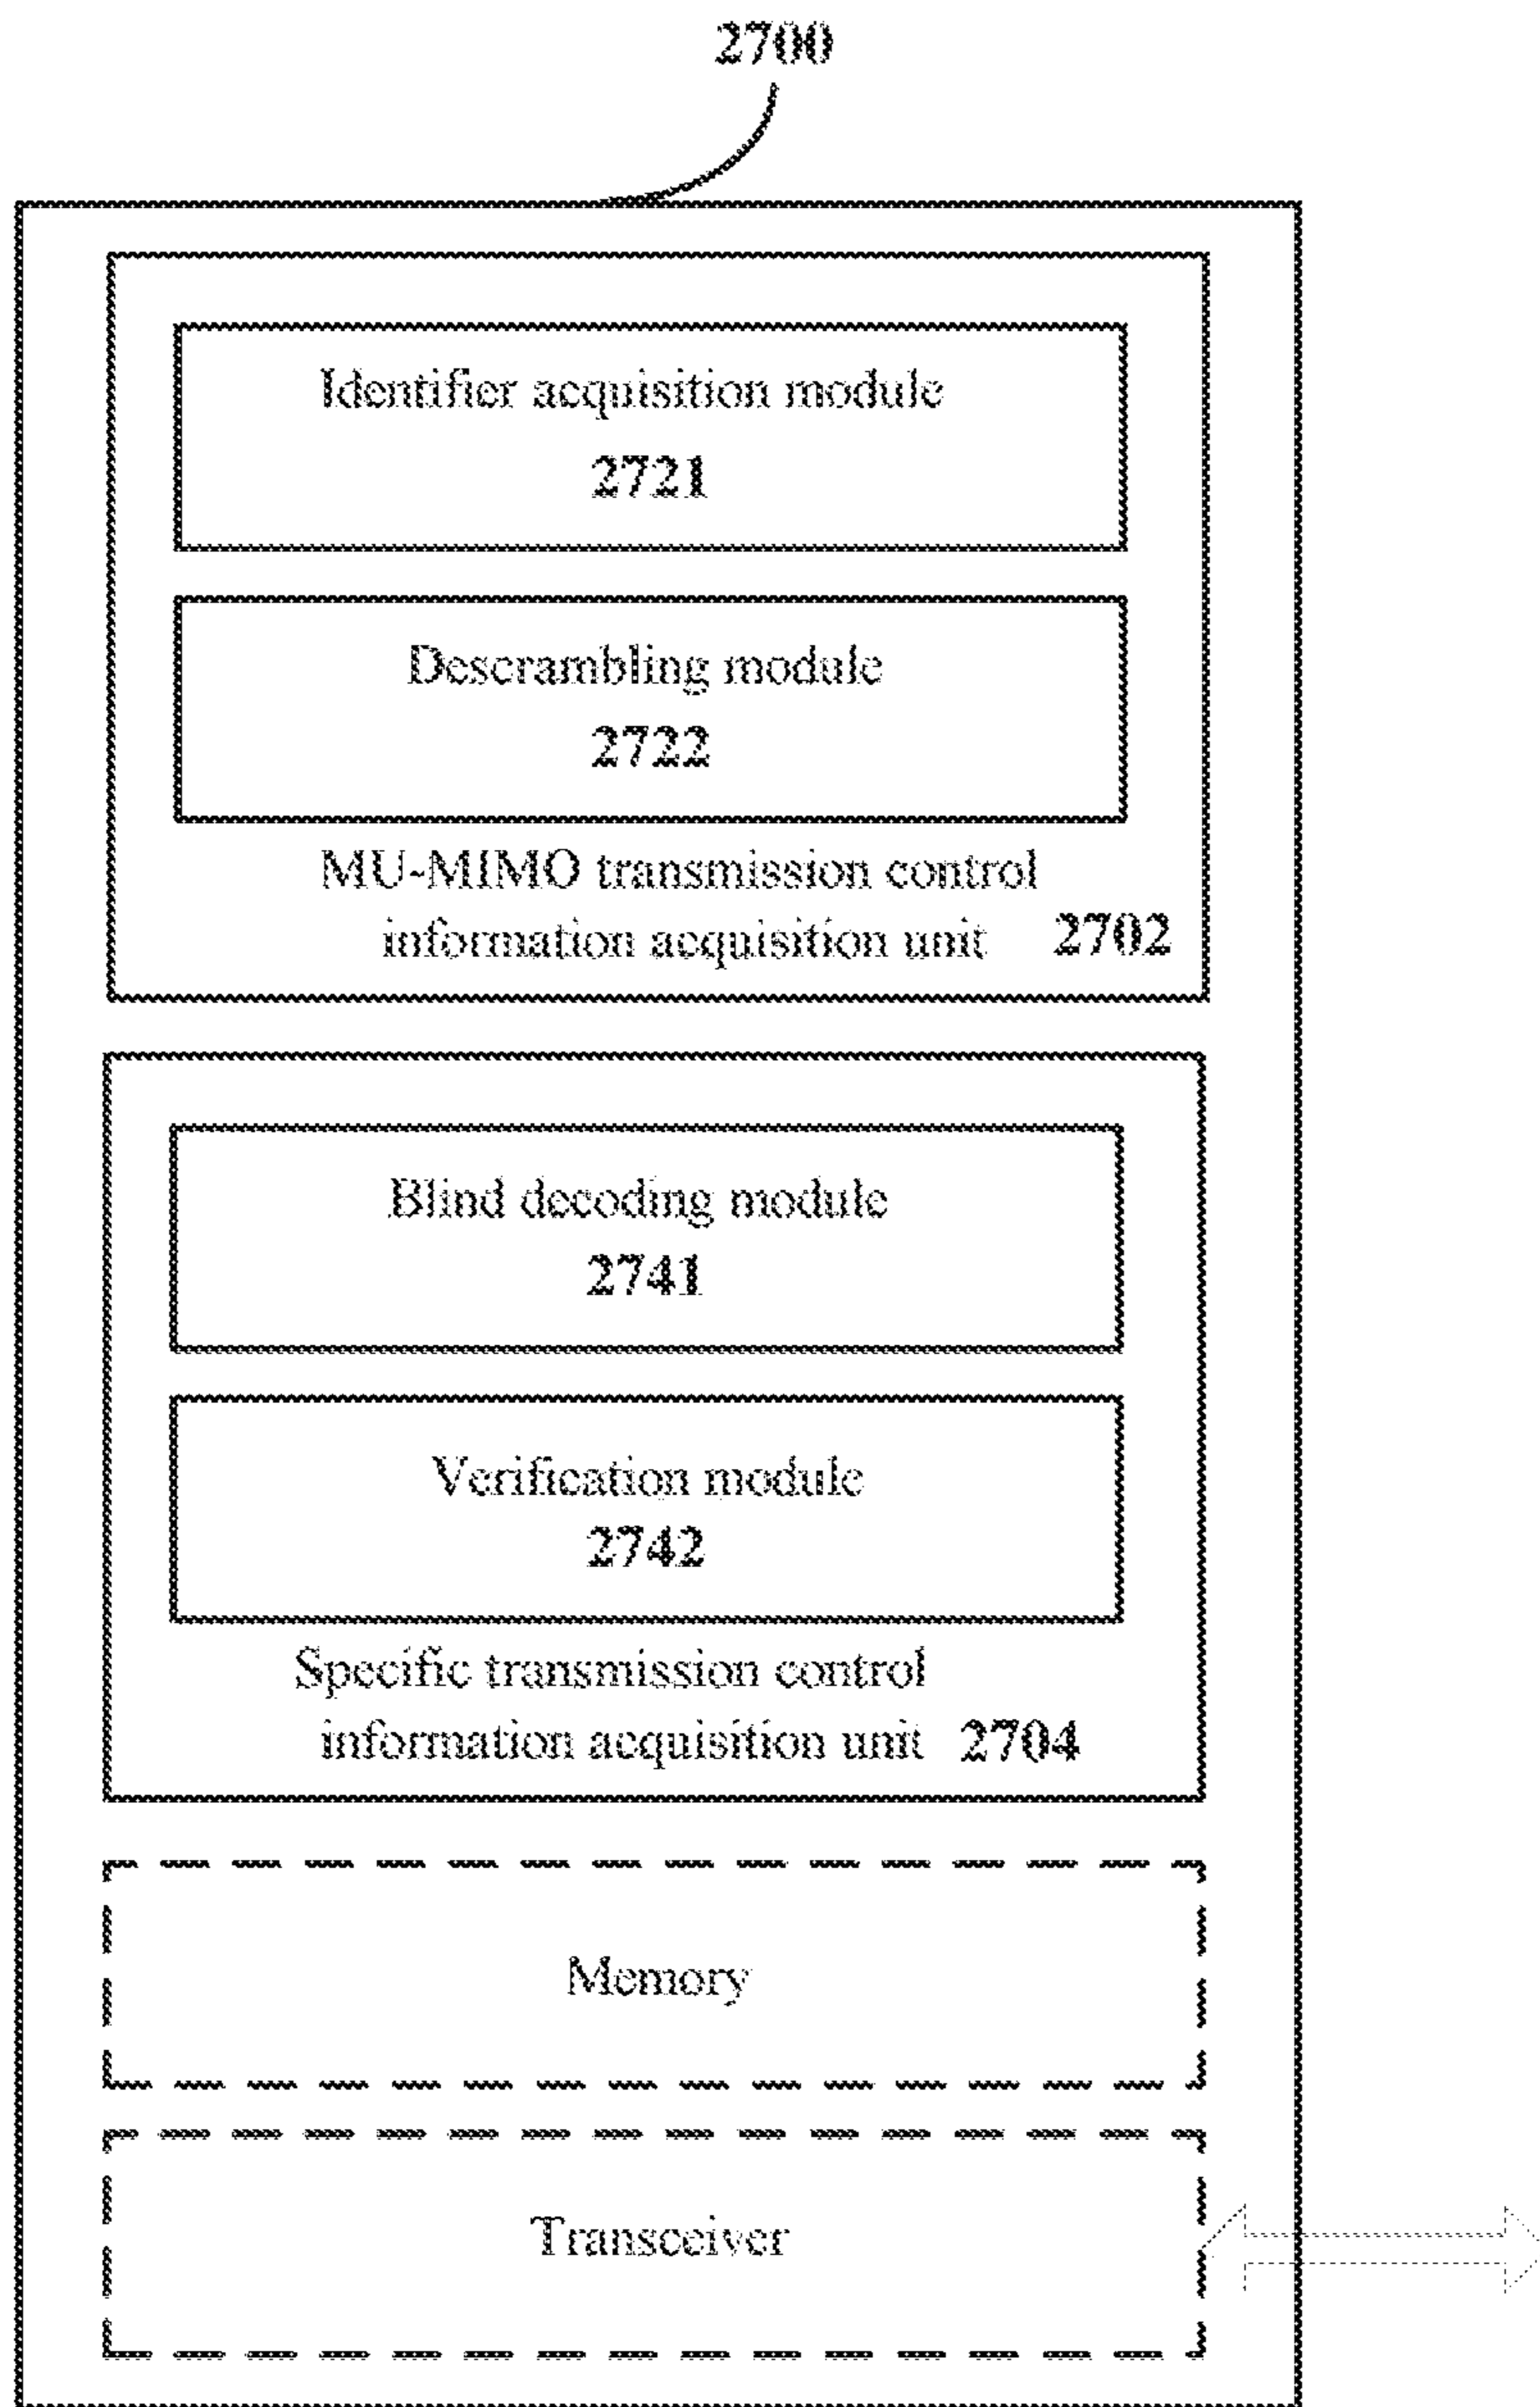 2700
Identifier acquisition module
2721
Descrambling module
2722
MU-MIMO transmission control
information acquisition unit 2702
Blind decoding module
2741
Verification module
2742
Specific transmission control
information acquisition unit 2704
Memory
Transceiver